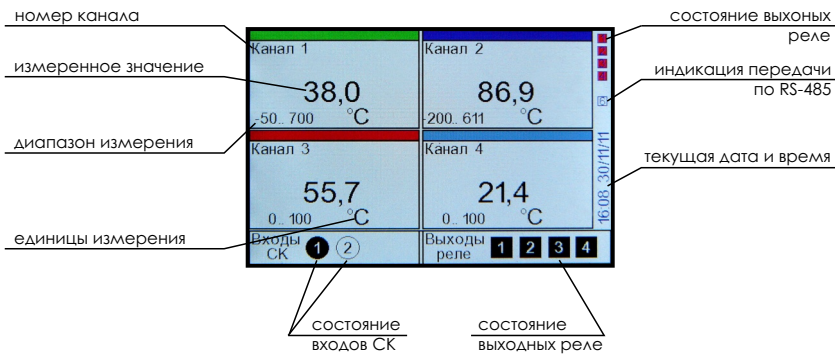 номер канала
измеренное значение
диапазон измерения
единицы измерения
Канал 1
38,0
-50.. 700 °C
Канал 2
86,9
-200.. 611 °C
Канал 3
55,7
0.. 100 °C
Канал 4
21,4
0.. 100 °C
16:08 30/11/11
Входы
СК
1 2
Выходы
реле
1 2 3 4
состояние выхоных
реле
индикация передачи
по RS-485
текущая дата и время
состояние
входов СК
состояние
выходных реле